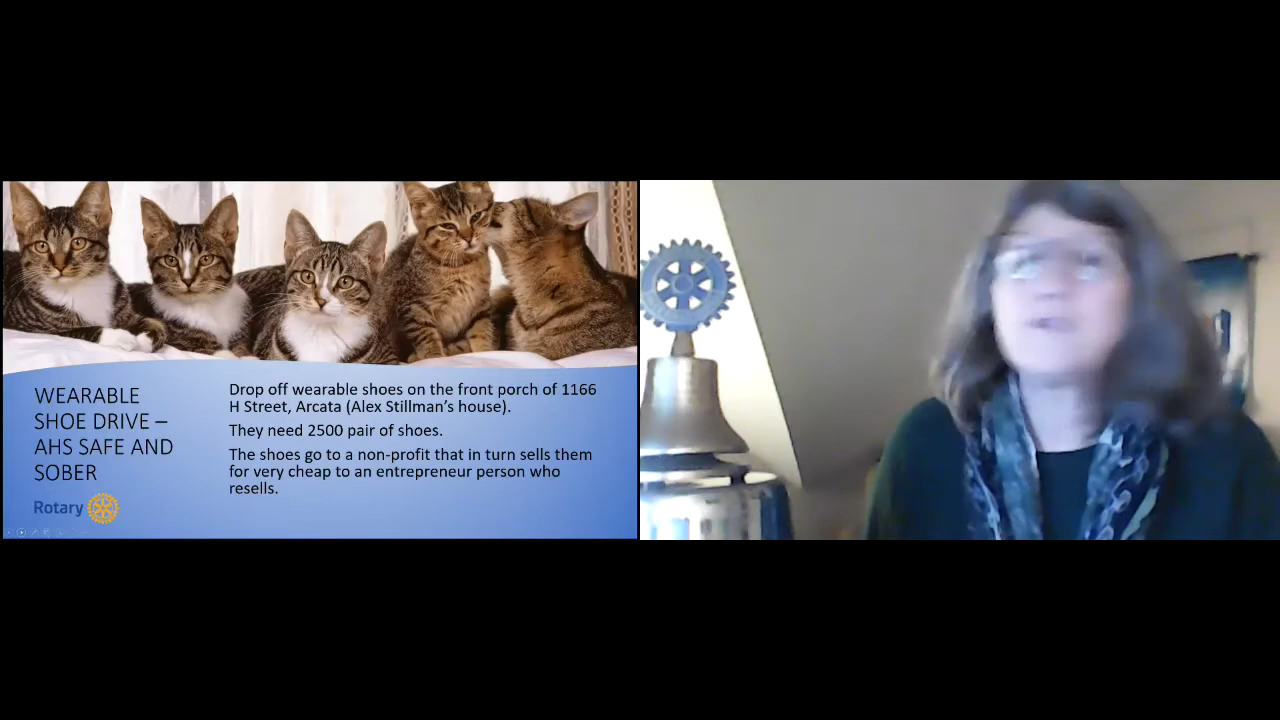 WEARABLE
SHOE DRIVE –
AHS SAFE AND
SOBER
Rotary
Drop off wearable shoes on the front porch of 1166
H Street, Arcata (Alex Stillman's house).
They need 2500 pair of shoes.
The shoes go to a non-profit that in turn sells them
for very cheap to an entrepreneur person who
resells.